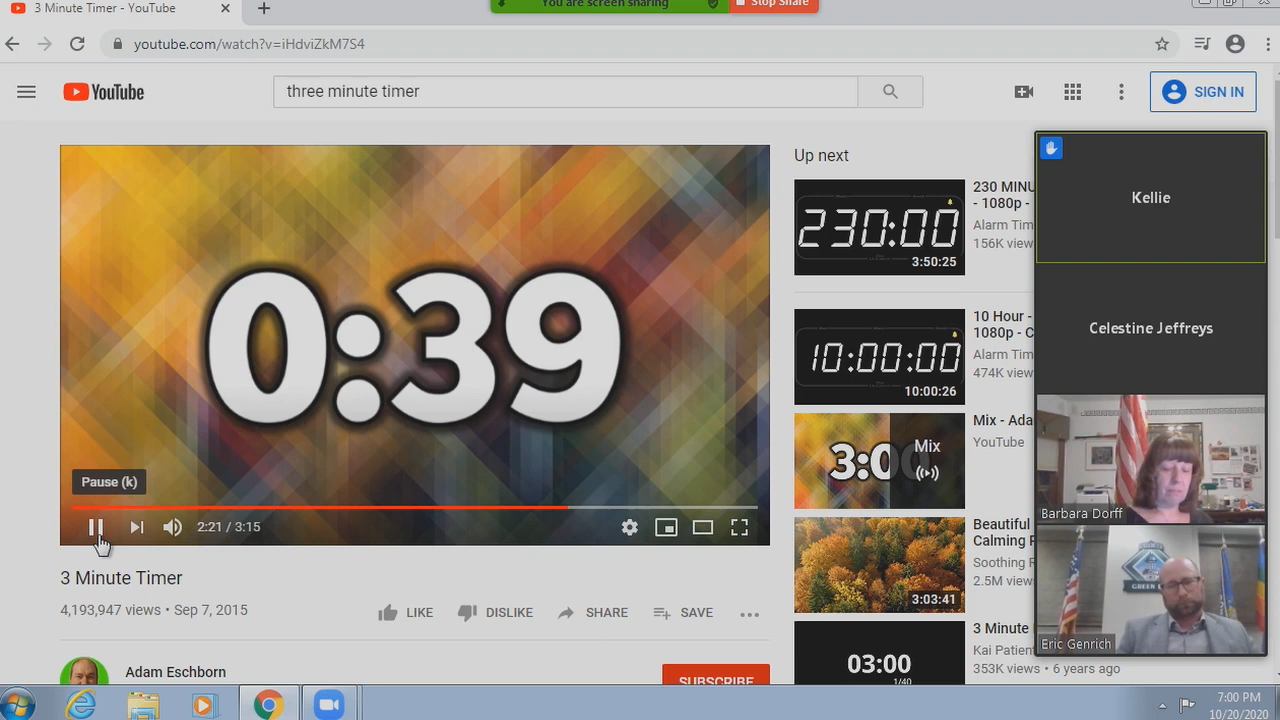 3 Minute Timer - YouTube
You are screen sharing
Stop Share
youtube.com/watch?v=iHdviZkM7S4
YouTube
three minute timer
SIGN IN
0:39
Pause (k)
2:21 / 3:15
3 Minute Timer
4,193,947 views • Sep 7, 2015
LIKE
DISLIKE
SHARE
SAVE
Adam Eschborn
SUBSCRIBE
Up next
230:00
3:50:25
230 MINU
- 1080p -
Alarm Tim
156K view
10:00:00
10:00:26
10 Hour -
1080p - C
Alarm Tim
474K view
3:0
Mix
Mix - Ada
YouTube
3:03:41
Beautiful
Calming F
Soothing F
2.5M view
03:00
1/40
3 Minute
Kai Patien
353K views • 6 years ago
Kellie
Celestine Jeffreys
Barbara Dorff
GREEN
Eric Genrich
7:00 PM
10/20/2020